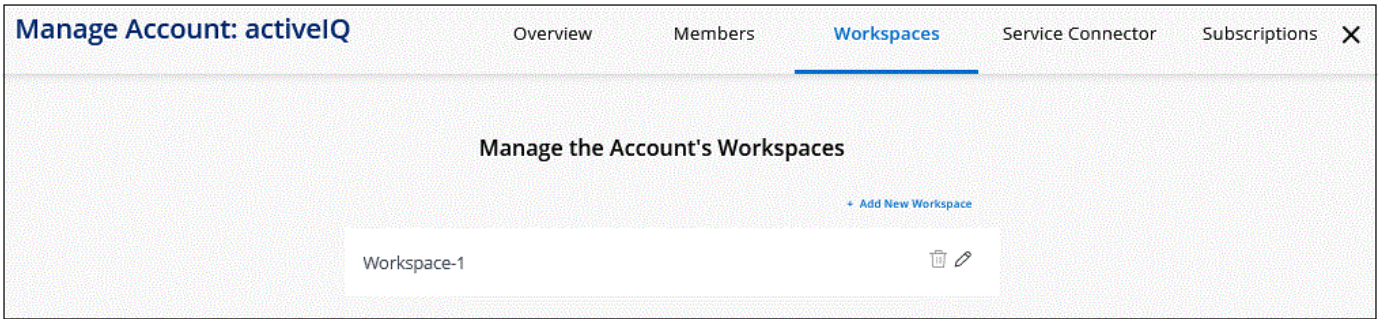 Manage Account: activeIQ
Overview
Members
Workspaces
Service Connector
Subscriptions
Manage the Account's Workspaces
+ Add New Workspace
Workspace-1